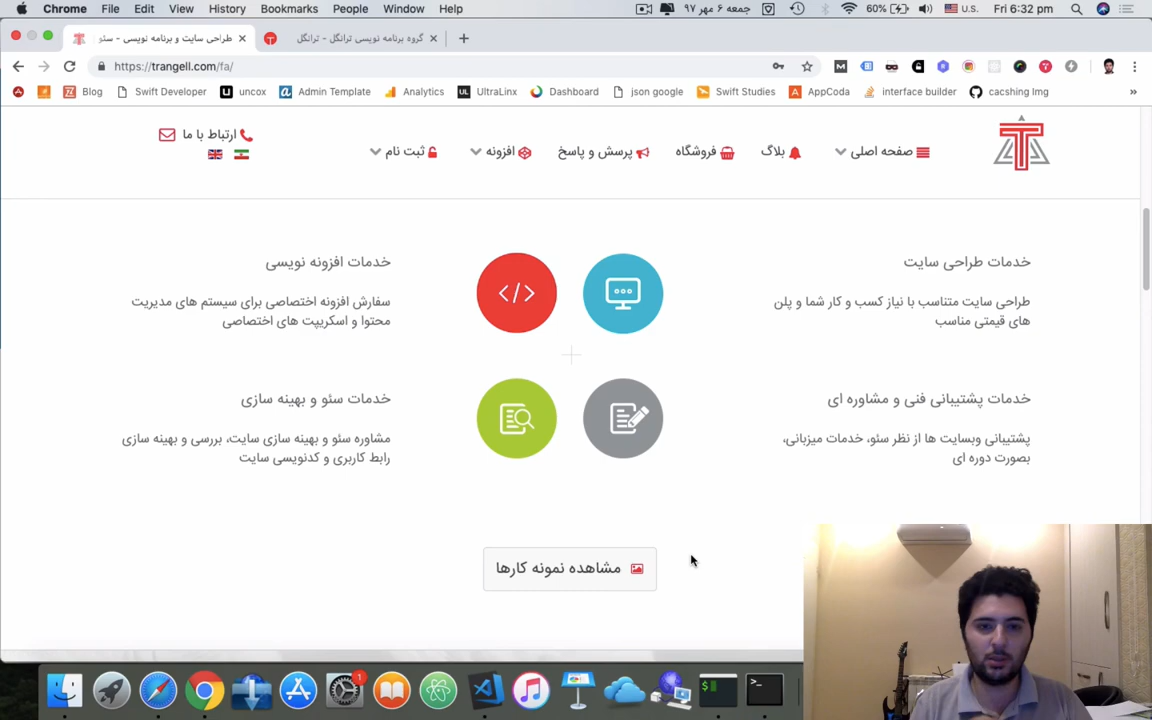 Chrome File Edit View History Bookmarks People Window Help
جمعه ۶ مهر ۹۷ 60% U.S. Fri 6:32 pm
طراحی سایت و برنامه نویسی - سئو
گروه برنامه نویسی ترانگل - ترانگل
https://trangell.com/fa/
Blog Swift Developer uncox Admin Template Analytics UltraLinx Dashboard json google Swift Studies AppCoda interface builder cacshing Img »
ارتباط با ما
صفحه اصلی بلاگ فروشگاه پرسش و پاسخ افزونه ثبت نام
خدمات طراحی سایت
طراحی سایت متناسب با نیاز کسب و کار شما و پلن
های قیمتی مناسب
خدمات افزونه نویسی
سفارش افزونه اختصاصی برای سیستم های مدیریت
محتوا و اسکریپت های اختصاصی
خدمات پشتیبانی فنی و مشاوره ای
پشتیبانی وبسایت ها از نظر سئو، خدمات میزبانی،
بصورت دوره ای
خدمات سئو و بهینه سازی
مشاوره سئو و بهینه سازی سایت، بررسی و بهینه سازی
رابط کاربری و کدنویسی سایت
مشاهده نمونه کارها